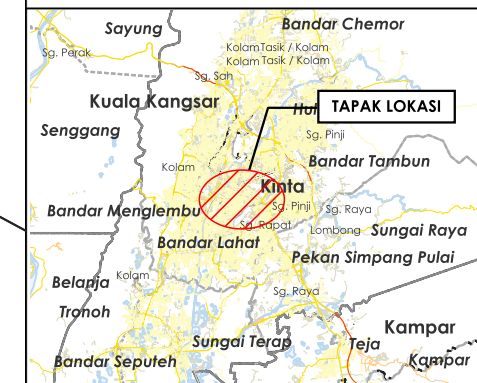 Sayung
Bandar Chemor
Sg. Perak
Kolam Tasik / Kolam
Kolam Tasik / Kolam
Sg. Sah
Kuala Kangsar
TAPAK LOKASI
Senggang
Sg. Pinji
Bandar Tambun
Kolam
Kinta
Bandar Menglembu
Sg. Pinji
Sg. Raya
Sg. Rapat
Lombong
Sungai Raya
Bandar Lahat
Pekan Simpang Pulai
Kolam
Belanja
Sg. Raya
Tronoh
Kampar
Sungai Terap
Teja
Bandar Seputeh
Kampar